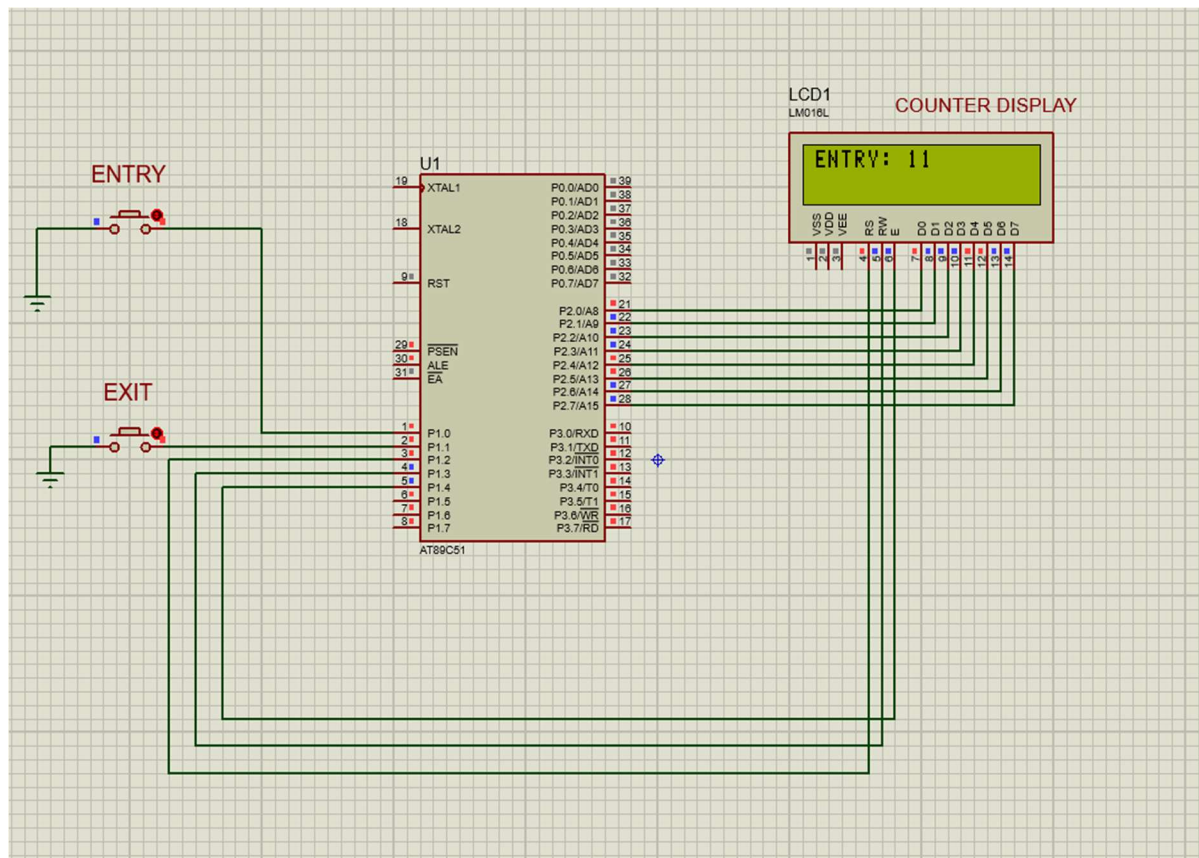 LCD1
COUNTER DISPLAY
LM016L
ENTRY: 11
VSS
VDD
VEE
RS
RW
E
D0
D1
D2
D3
D4
D5
D6
D7
1
2
3
4
5
6
7
8
9
10
11
12
13
14
ENTRY
EXIT
U1
19 XTAL1
18 XTAL2
9 RST
29 PSEN
30 ALE
31 EA
1 P1.0
2 P1.1
3 P1.2
4 P1.3
5 P1.4
6 P1.5
7 P1.6
8 P1.7
P0.0/AD0 39
P0.1/AD1 38
P0.2/AD2 37
P0.3/AD3 36
P0.4/AD4 35
P0.5/AD5 34
P0.6/AD6 33
P0.7/AD7 32
P2.0/A8 21
P2.1/A9 22
P2.2/A10 23
P2.3/A11 24
P2.4/A12 25
P2.5/A13 26
P2.6/A14 27
P2.7/A15 28
P3.0/RXD 10
P3.1/TXD 11
P3.2/INT0 12
P3.3/INT1 13
P3.4/T0 14
P3.5/T1 15
P3.6/WR 16
P3.7/RD 17
AT89C51